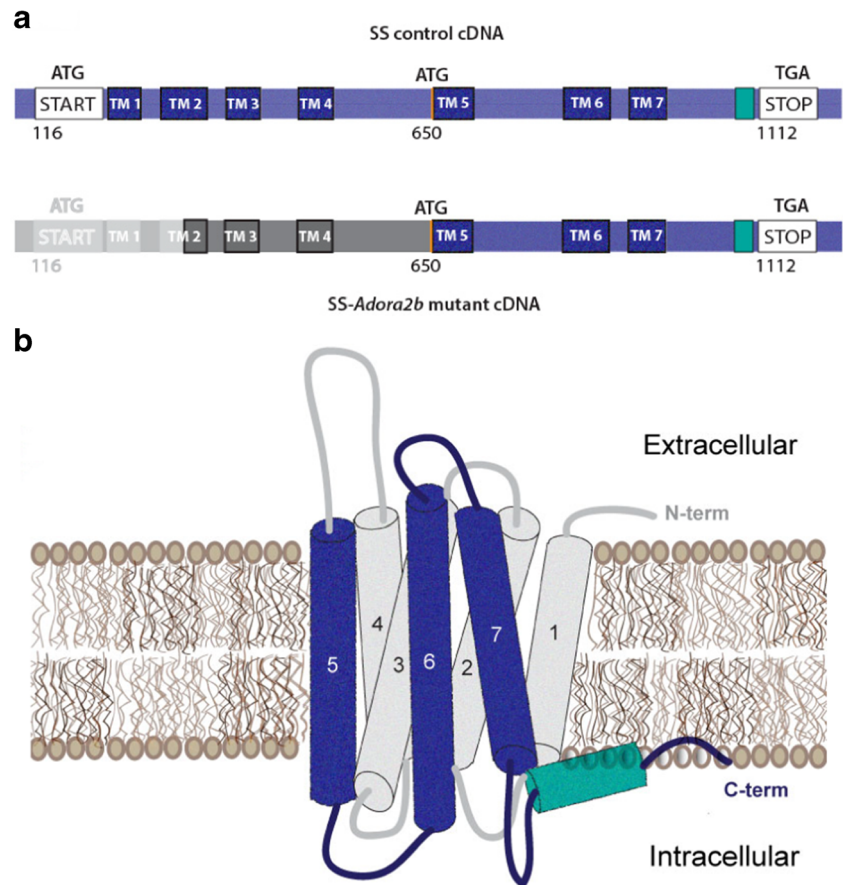 a
SS control cDNA
ATG ATG TGA
START TM 1 TM 2 TM 3 TM 4 TM 5 TM 6 TM 7 STOP
116 650 1112
ATG ATG TGA
START TM 1 TM 2 TM 3 TM 4 TM 5 TM 6 TM 7 STOP
116 650 1112
SS-Adora2b mutant cDNA
b
Extracellular
N-term
4 7 1
5 3 6 2
C-term
Intracellular